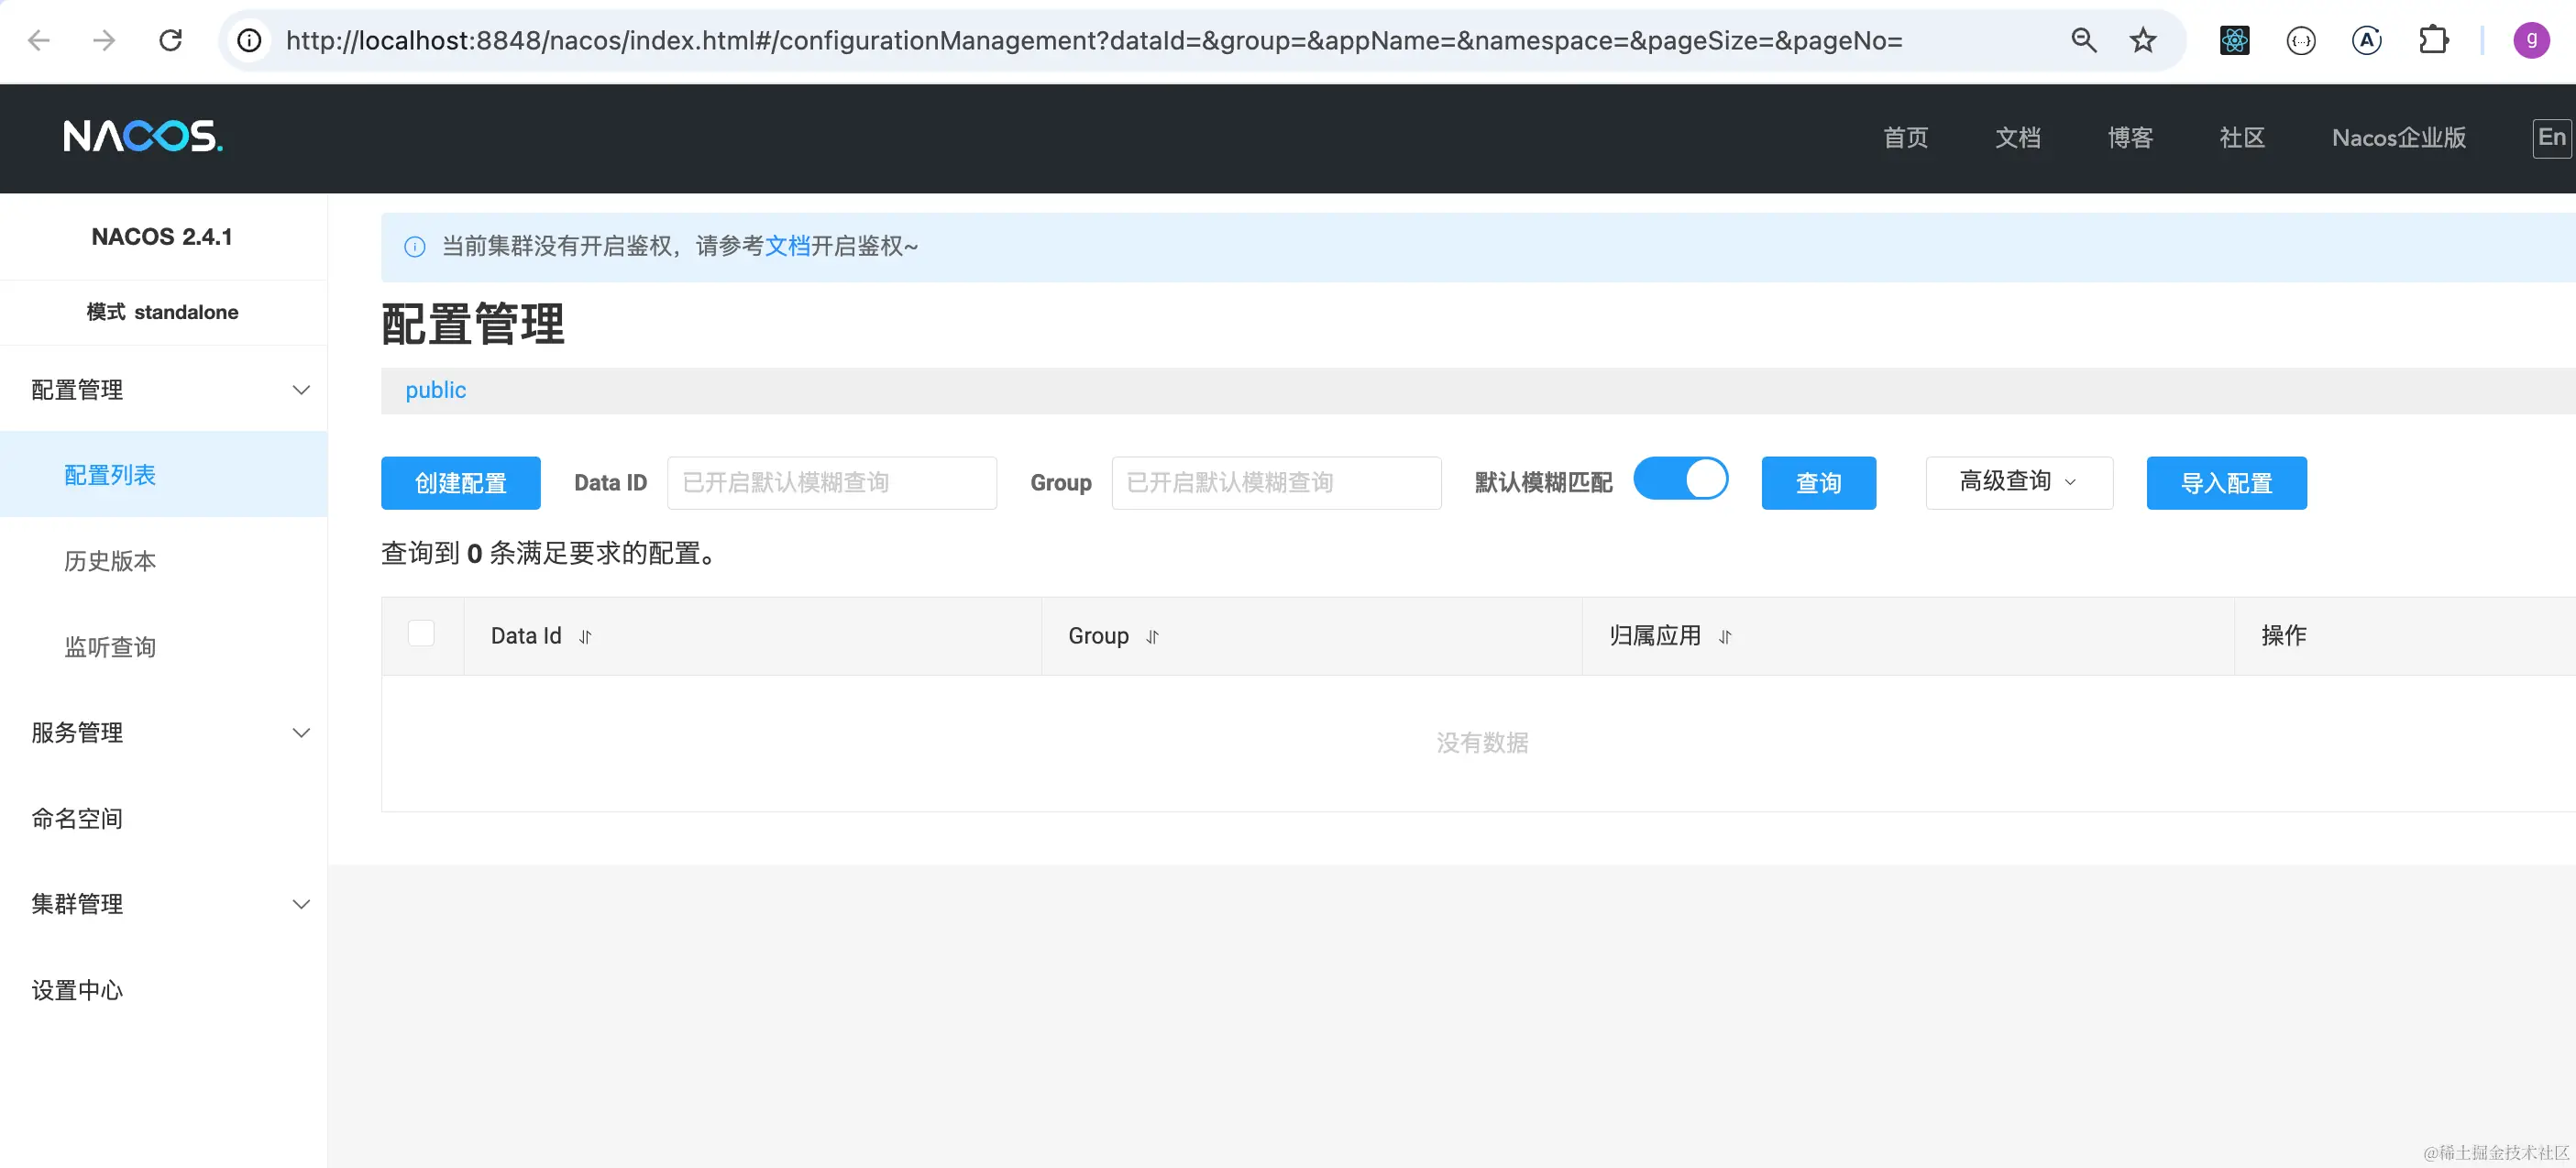 http://localhost:8848/nacos/index.html#/configurationManagement?dataId=&group=&appName=&namespace=&pageSize=&pageNo=
g
NACOS.
首页 文档 博客 社区 Nacos企业版 En
NACOS 2.4.1
模式 standalone
配置管理
配置列表
历史版本
监听查询
服务管理
命名空间
集群管理
设置中心
当前集群没有开启鉴权，请参考文档开启鉴权~
配置管理
public
创建配置 Data ID 已开启默认模糊查询 Group 已开启默认模糊查询 默认模糊匹配 查询 高级查询 导入配置
查询到 0 条满足要求的配置。
Data Id Group 归属应用 操作
没有数据
@稀土掘金技术社区